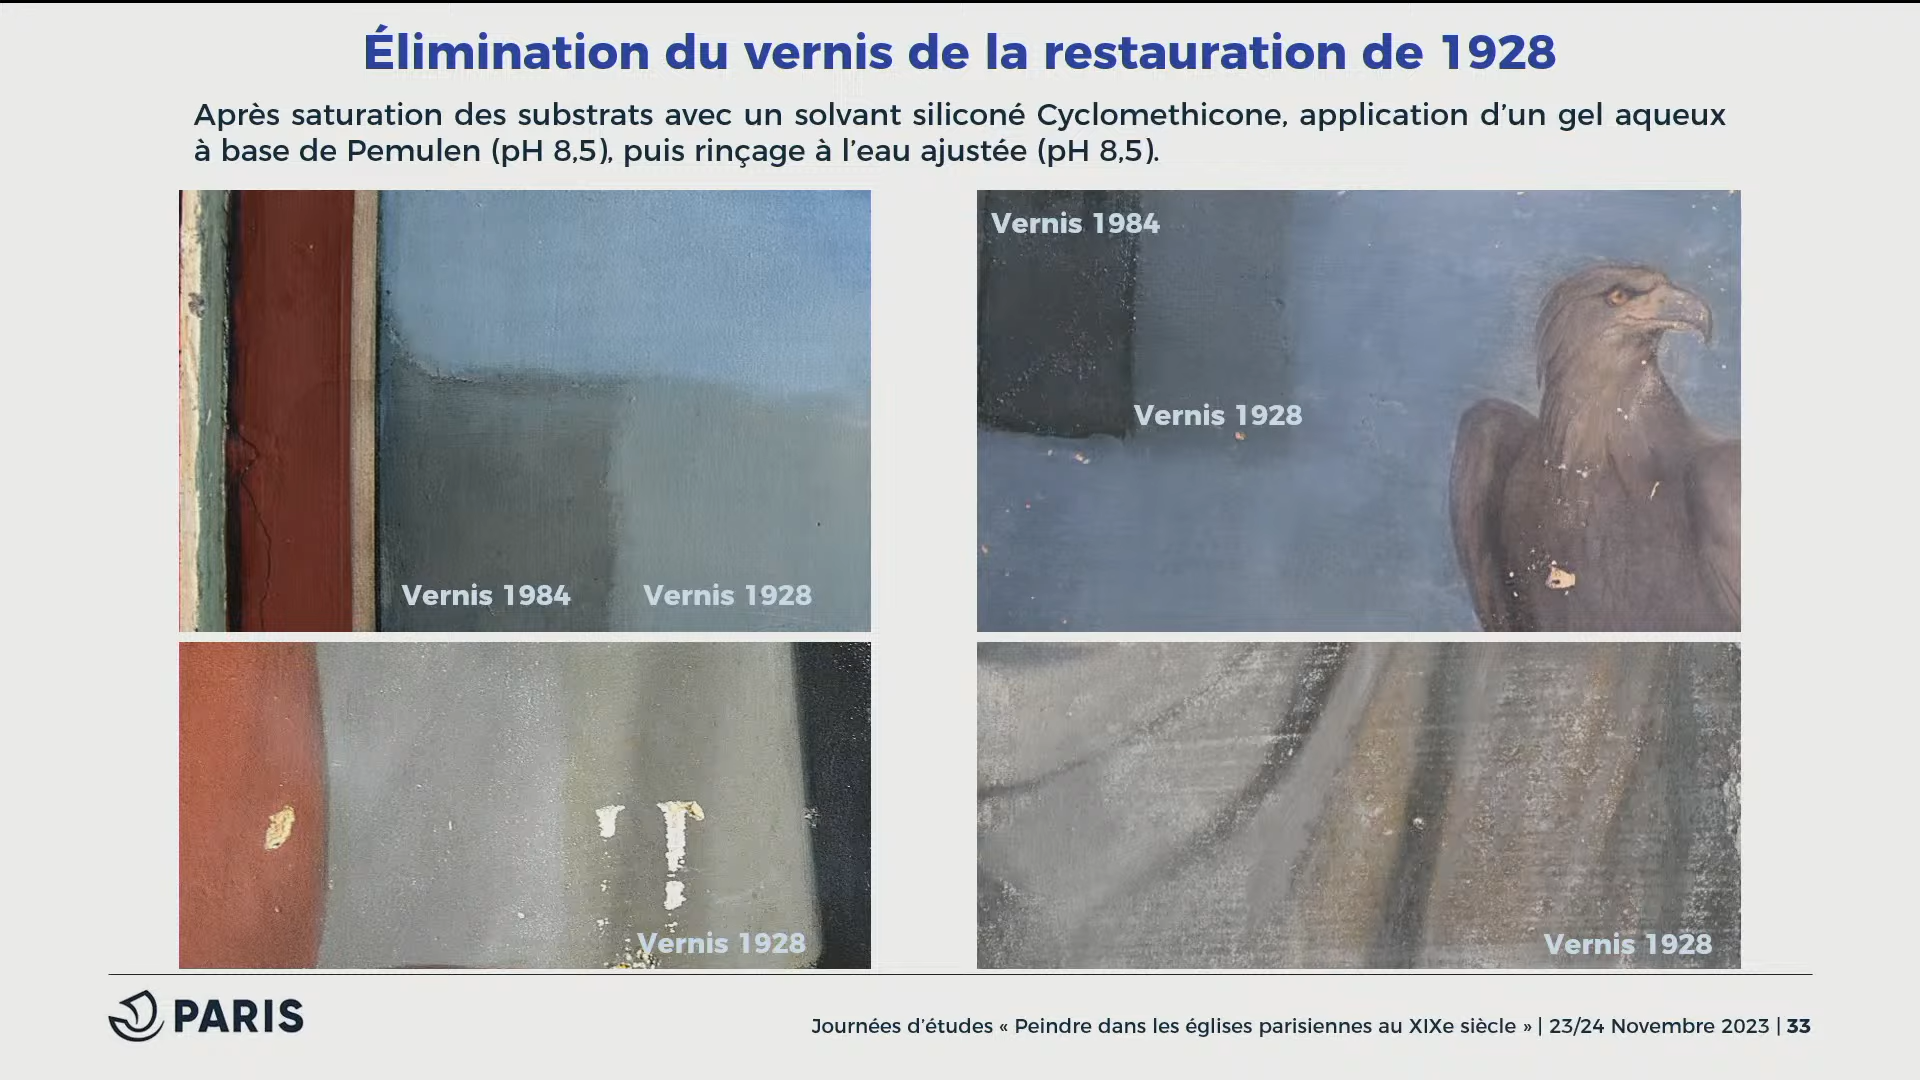 Élimination du vernis de la restauration de 1928
Après saturation des substrats avec un solvant siliconé Cyclomethicone, application d’un gel aqueux
à base de Pemulen (pH 8,5), puis rinçage à l’eau ajustée (pH 8,5).
Vernis 1984
Vernis 1928
Vernis 1984
Vernis 1928
Vernis 1928
Vernis 1928
PARIS
Journées d’études « Peindre dans les églises parisiennes au XIXe siècle » | 23/24 Novembre 2023 | 33